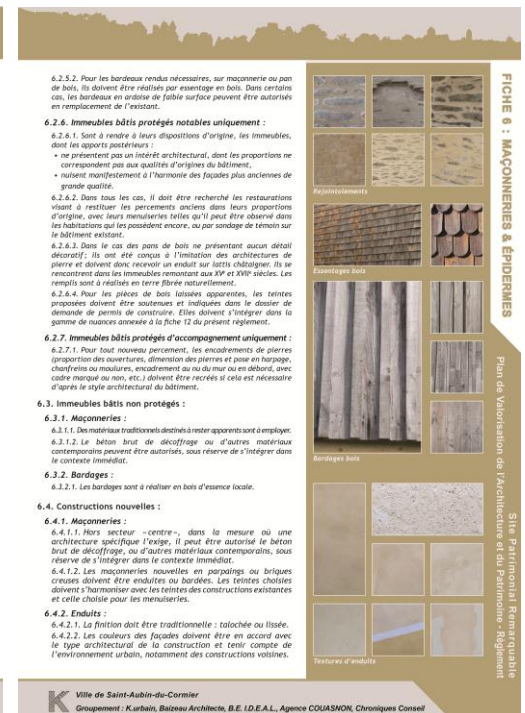 6.2.5.2. Pour les bardeaux rendus nécessaires, sur maçonnerie ou pan
de bois, ils doivent être réalisés par essentage en bois. Dans certains
cas, les bardeaux en ardoise de faible surface peuvent être autorisés
en remplacement de l'existant.
6.2.6. Immeubles bâtis protégés notables uniquement :
6.2.6.1. Sont à rendre à leurs dispositions d'origine, les immeubles,
dont les apports postérieurs :
• ne présentent pas un intérêt architectural, dont les proportions ne
correspondent pas aux qualités d'origines du bâtiment,
• nuisent manifestement à l'harmonie des façades plus anciennes de
grande qualité.
6.2.6.2. Dans tous les cas, il doit être recherché les restaurations
visant à restituer les percements anciens dans leurs proportions
d'origine, avec leurs menuiseries telles qu'il peut être observé dans
les habitations qui les possèdent encore, ou par sondage de témoin sur
le bâtiment existant.
6.2.6.3. Dans le cas des pans de bois ne présentant aucun détail
décoratif; ils ont été conçus à l'imitation des architectures de
pierre et doivent donc recevoir un enduit sur lattis châtaigner. Ils se
rencontrent dans les immeubles remontant aux XVᵉ et XVIIᵉ siècles. Les
remplis sont à réalisés en terre fibrée naturellement.
6.2.6.4. Pour les pièces de bois laissées apparentes, les teintes
proposées doivent être soutenues et indiquées dans le dossier de
demande de permis de construire. Elles doivent s'intégrer dans la
gamme de nuances annexée à la fiche 12 du présent règlement.
6.2.7. Immeubles bâtis protégés d'accompagnement uniquement :
6.2.7.1. Pour tout nouveau percement, les encadrements de pierres
(proportion des ouvertures, dimension des pierres et pose en harpage,
chanfreins ou moulures, encadrement au nu du mur ou en débord, avec
cadre marqué ou non, etc.) doivent être recréés si cela est nécessaire
d'après le style architectural du bâtiment.
6.3. Immeubles bâtis non protégés :
6.3.1. Maçonneries :
6.3.1.1. Des matériaux traditionnels destinés à rester apparents sont à employer.
6.3.1.2. Le béton brut de décoffrage ou d'autres matériaux
contemporains peuvent être autorisés, sous réserve de s'intégrer dans
le contexte immédiat.
6.3.2. Bardages :
6.3.2.1. Les bardages sont à réaliser en bois d'essence locale.
6.4. Constructions nouvelles :
6.4.1. Maçonneries :
6.4.1.1. Hors secteur «centre», dans la mesure où une
architecture spécifique l'exige, il peut être autorisé le béton
brut de décoffrage, ou d'autres matériaux contemporains, sous
réserve de s'intégrer dans le contexte immédiat.
6.4.1.2. Les maçonneries nouvelles en parpaings ou briques
creuses doivent être enduites ou bardées. Les teintes choisies
doivent s'harmoniser avec les teintes des constructions existantes
et celle choisie pour les menuiseries.
6.4.2. Enduits :
6.4.2.1. La finition doit être traditionnelle : talochée ou lissée.
6.4.2.2. Les couleurs des façades doivent être en accord avec
le type architectural de la construction et tenir compte de
l'environnement urbain, notamment des constructions voisines.
Rejointoiements
Essentages bois
Bardages bois
Textures d'enduits
FICHE 6 : MAÇONNERIES & ÉPIDERMES
Site Patrimonial Remarquable
Plan de Valorisation de l'Architecture et du Patrimoine - Règlement
K
Ville de Saint-Aubin-du-Cormier
Groupement : K.urbain, Baizeau Architecte, B.E. I.D.E.A.L., Agence COUASNON, Chroniques Conseil